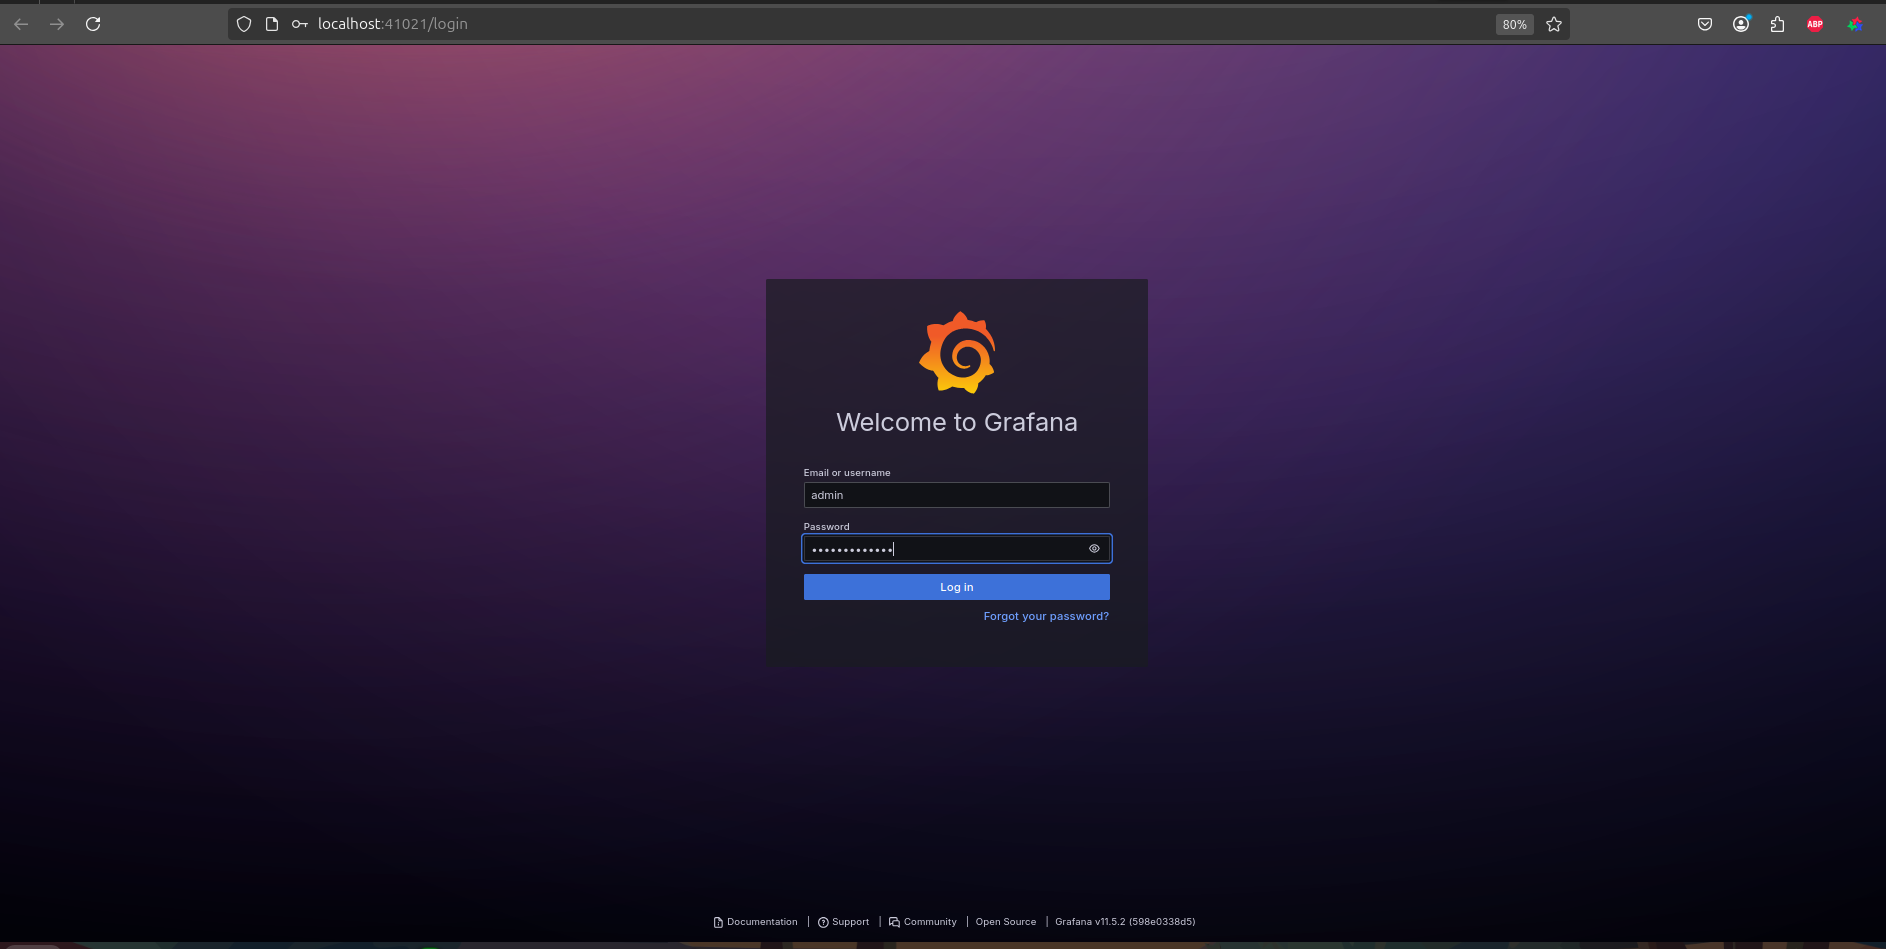 localhost:41021/login
80%
ABP
Welcome to Grafana
Email or username
admin
Password
•••••••••••••
Log in
Forgot your password?
Documentation | Support | Community | Open Source | Grafana v11.5.2 (598e0338d5)